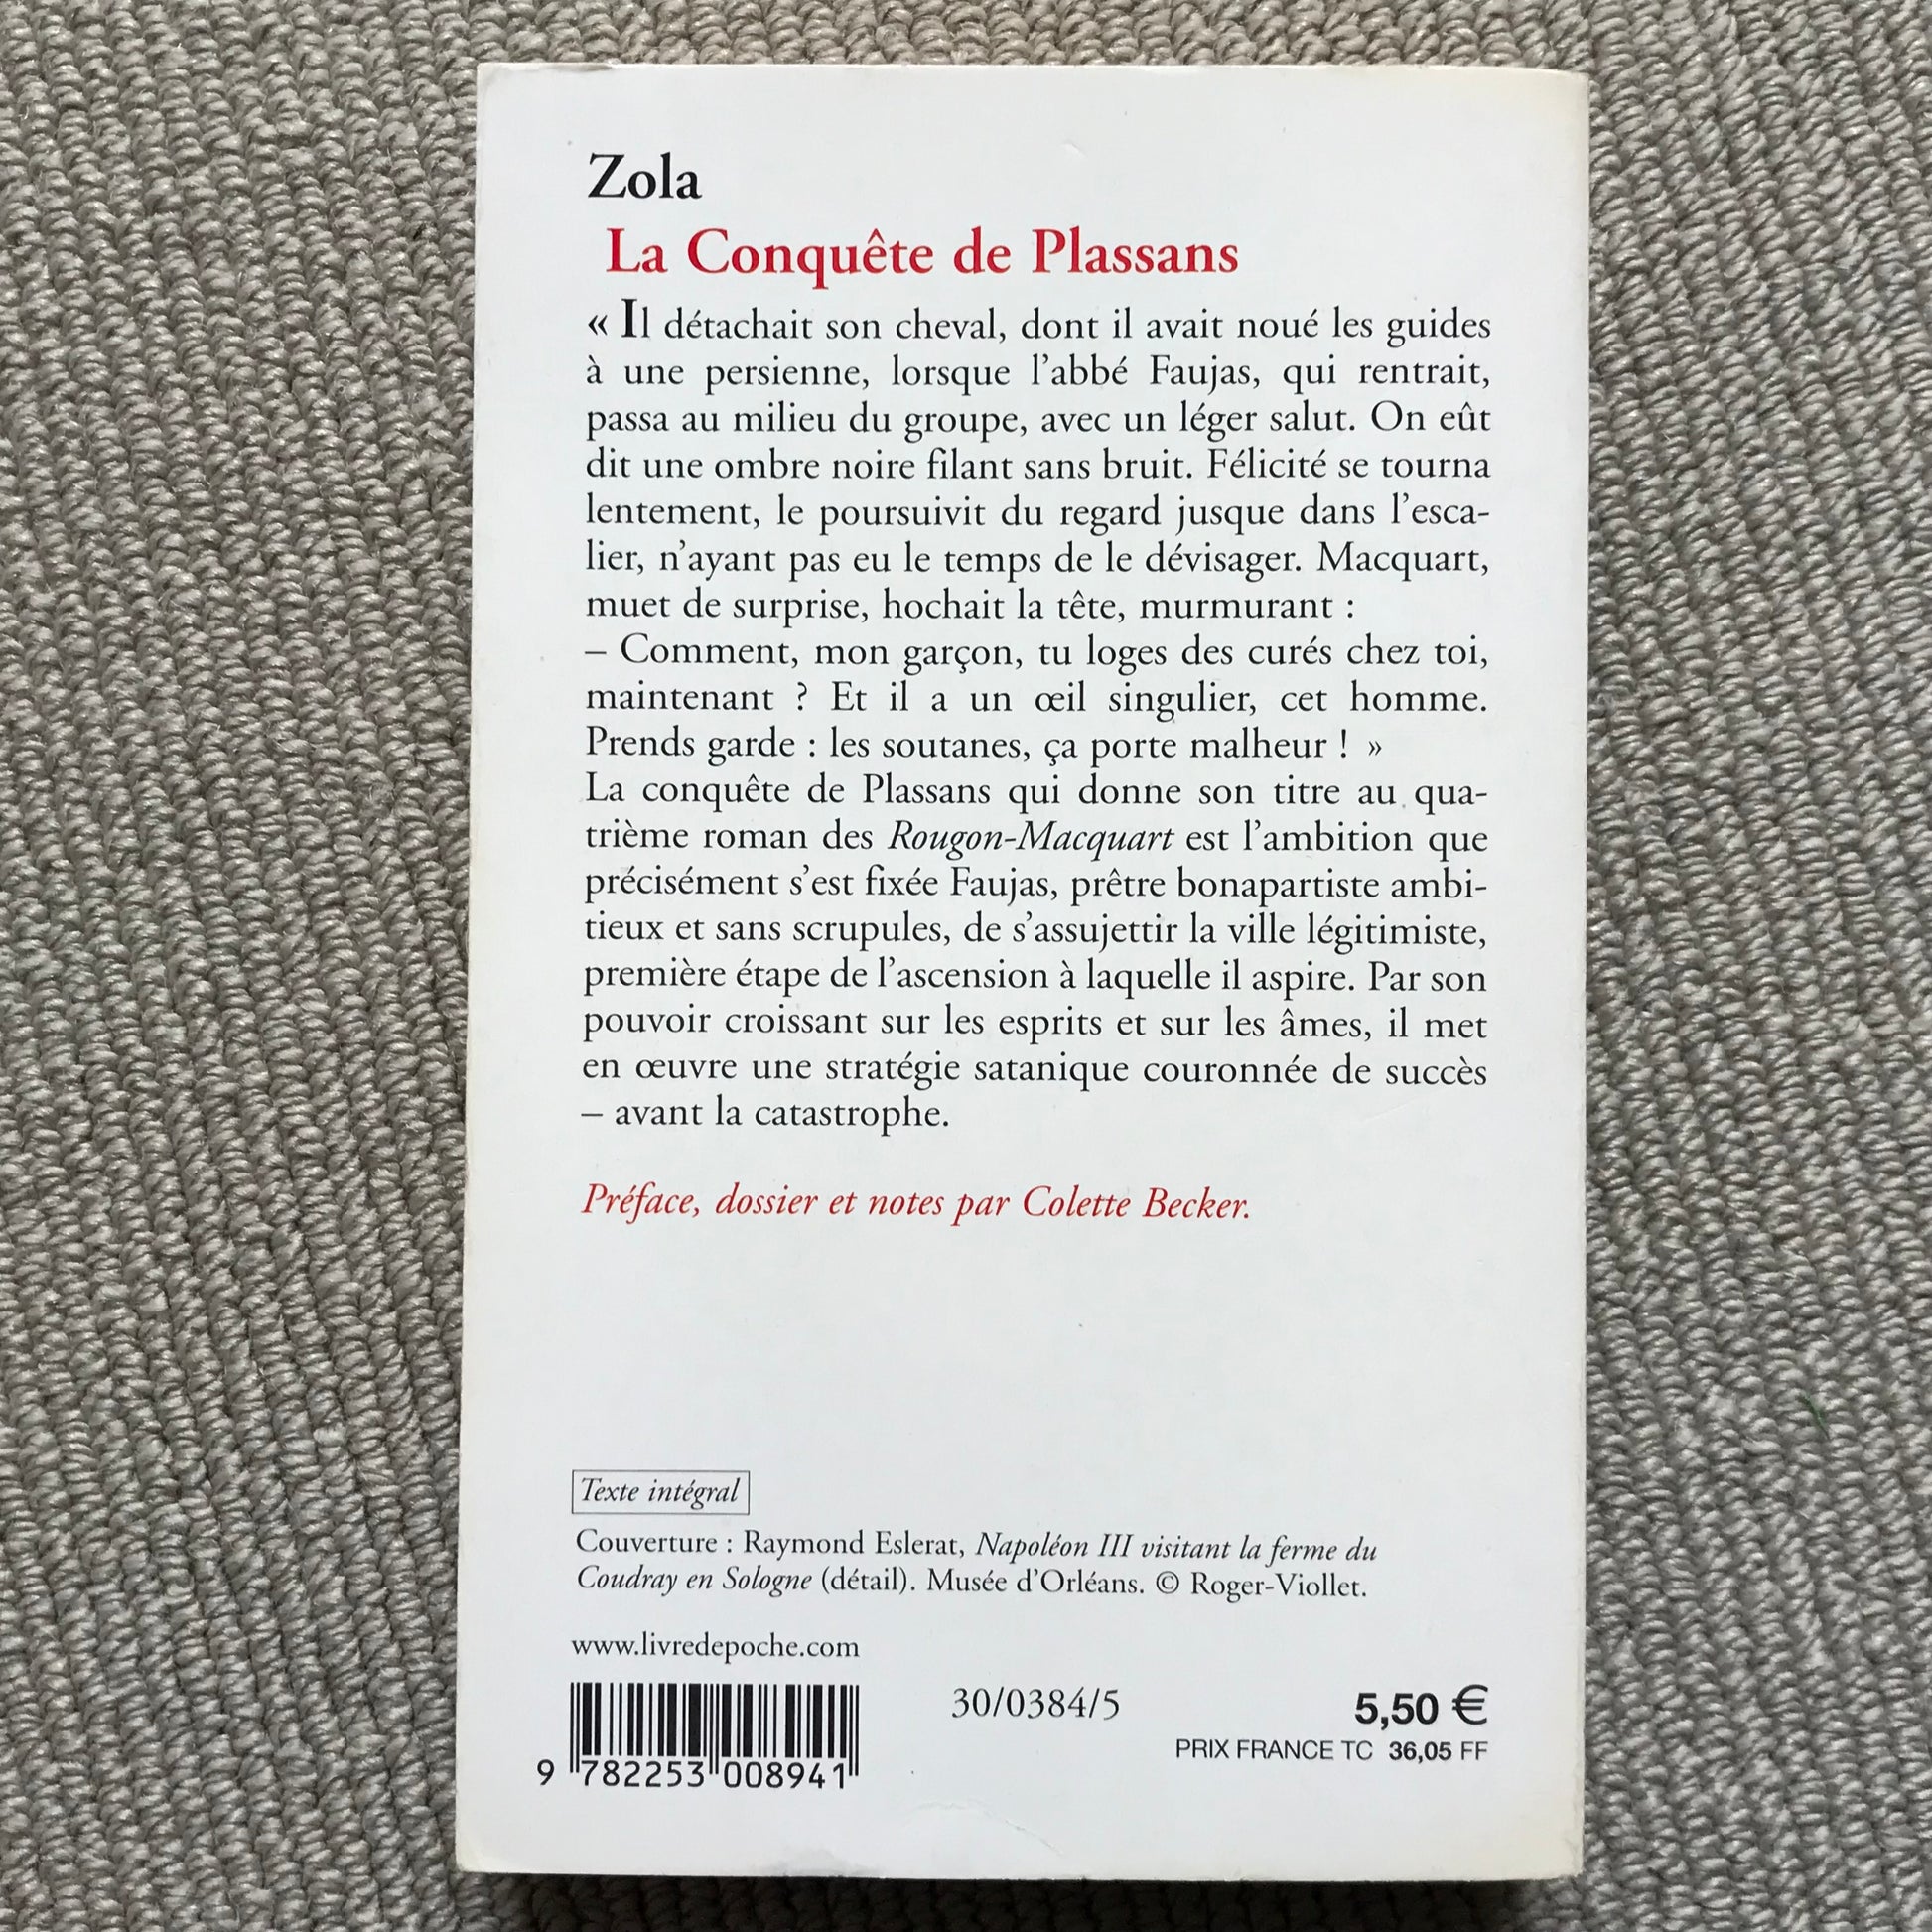 Zola
La Conquête de Plassans
« Il détachait son cheval, dont il avait noué les guides
à une persienne, lorsque l'abbé Faujas, qui rentrait,
passa au milieu du groupe, avec un léger salut. On eût
dit une ombre noire filant sans bruit. Félicité se tourna
lentement, le poursuivit du regard jusque dans l'esca-
lier, n'ayant pas eu le temps de le dévisager. Macquart,
muet de surprise, hochait la tête, murmurant :
– Comment, mon garçon, tu loges des curés chez toi,
maintenant ? Et il a un œil singulier, cet homme.
Prends garde : les soutanes, ça porte malheur ! »
La conquête de Plassans qui donne son titre au qua-
trième roman des Rougon-Macquart est l'ambition que
précisément s'est fixée Faujas, prêtre bonapartiste ambi-
tieux et sans scrupules, de s'assujettir la ville légitimiste,
première étape de l'ascension à laquelle il aspire. Par son
pouvoir croissant sur les esprits et sur les âmes, il met
en œuvre une stratégie satanique couronnée de succès
– avant la catastrophe.
Préface, dossier et notes par Colette Becker.
Texte intégral
Couverture : Raymond Eslerat, Napoléon III visitant la ferme du
Coudray en Sologne (détail). Musée d'Orléans. © Roger-Viollet.
www.livredepoche.com
30/0384/5
5,50 €
PRIX FRANCE TC 36,05 FF
9 782253 008941